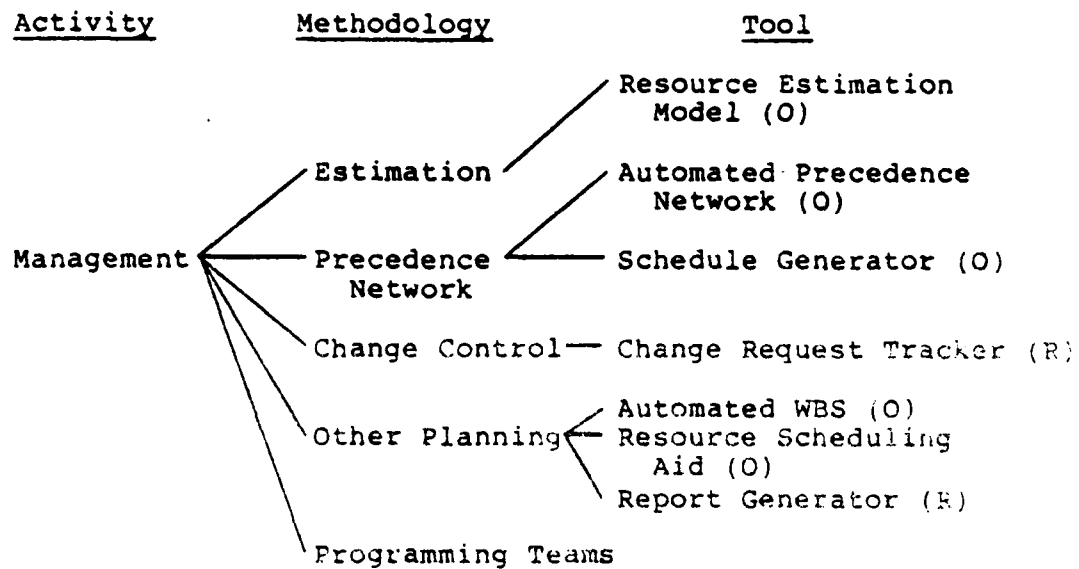 Activity Methodology Tool
Resource Estimation
Model (O)
Estimation Automated Precedence
Network (O)
Management Precedence Schedule Generator (O)
Network
Change Control Change Request Tracker (R)
Automated WBS (O)
Other Planning Resource Scheduling
Aid (O)
Report Generator (R)
Programming Teams